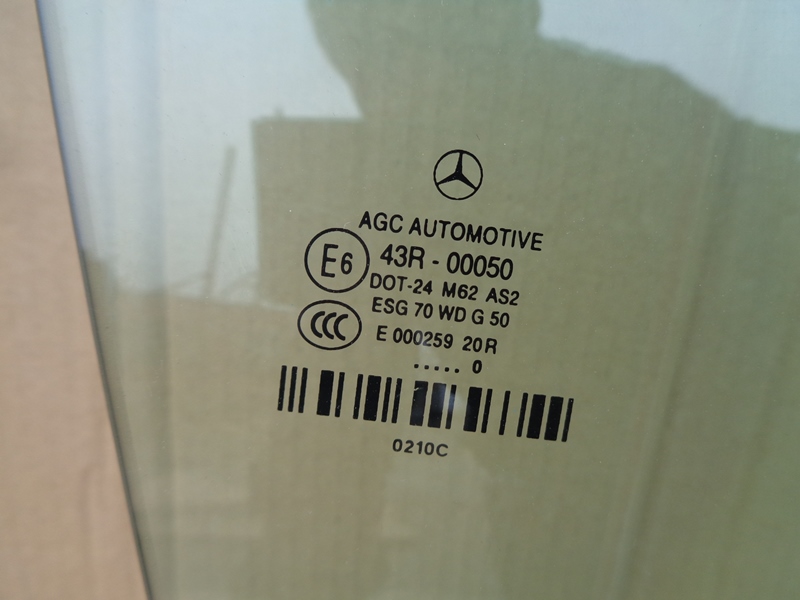 AGC AUTOMOTIVE
E6 43R - 00050
DOT-24 M62 AS2
CCC ESG 70 WD G 50
E 000259 20R
..... 0
0210C